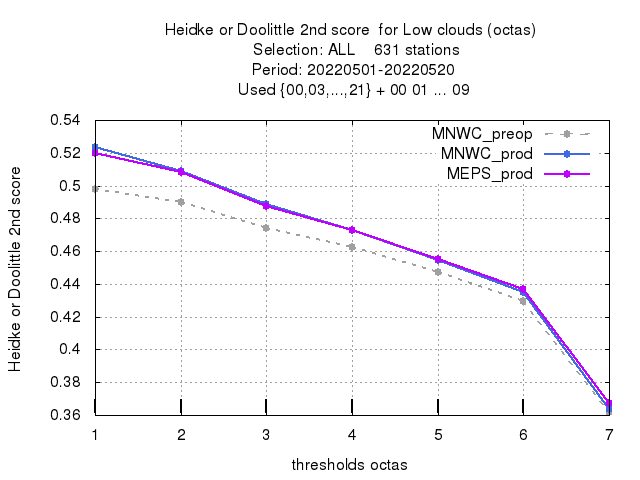 Heidke or Doolittle 2nd score  for Low clouds (octas)
Selection: ALL    631 stations
Period: 20220501-20220520
Used {00,03,...,21} + 00 01 ... 09
MNWC_preop
MNWC_prod
MEPS_prod
Heidke or Doolittle 2nd score
0.54
0.52
0.5
0.48
0.46
0.44
0.42
0.4
0.38
0.36
1 2 3 4 5 6 7
thresholds octas